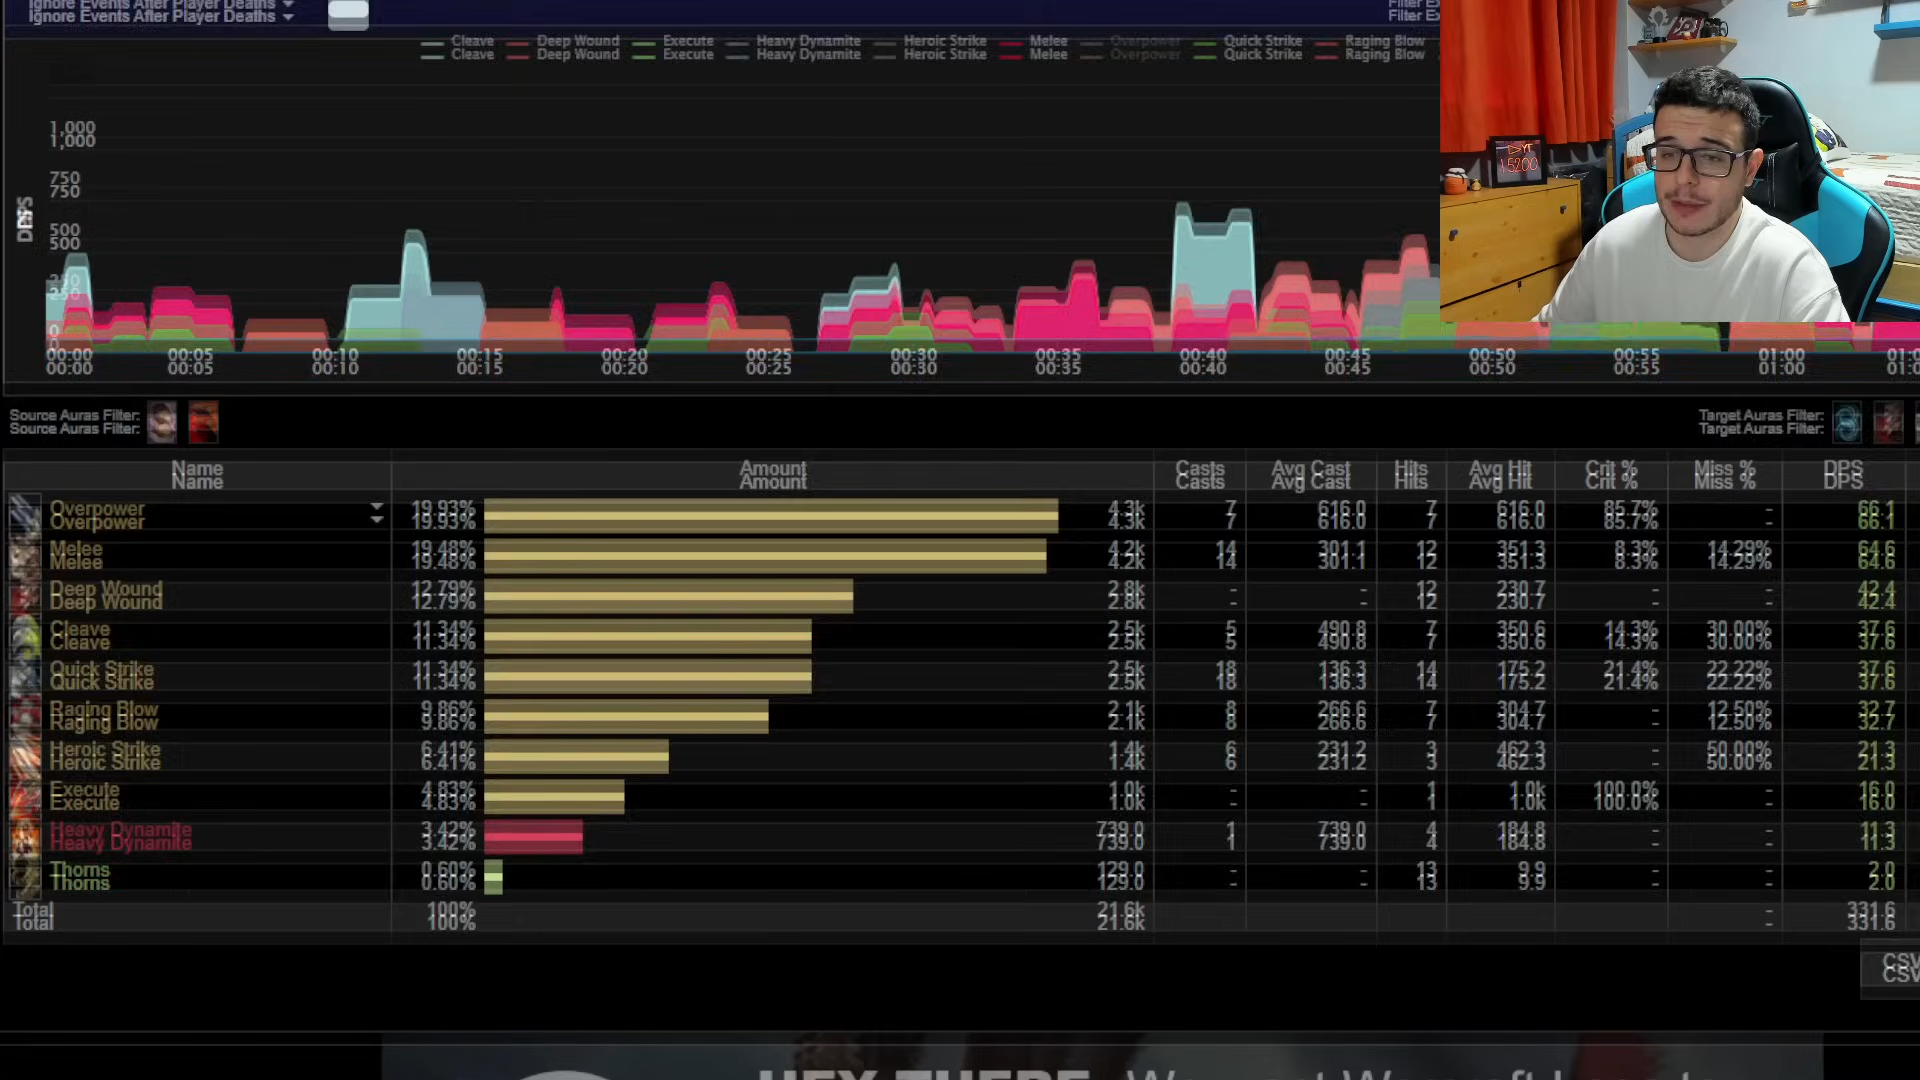 Ignore Events After Player Deaths
Filter Ex
Cleave Deep Wound Execute Heavy Dynamite Heroic Strike Melee Overpower Quick Strike Raging Blow
1,000
750
500
250
0
DPS
00:00 00:05 00:10 00:15 00:20 00:25 00:30 00:35 00:40 00:45 00:50 00:55 01:00 01:0
15200
Source Auras Filter: Target Auras Filter:
Name Amount Casts Avg Cast Hits Avg Hit Crit % Miss % DPS
Overpower 19.93% 4.3k 7 616.0 7 616.0 85.7% - 66.1
Melee 19.48% 4.2k 14 301.1 12 351.3 8.3% 14.29% 64.6
Deep Wound 12.79% 2.8k - - 12 230.7 - - 42.4
Cleave 11.34% 2.5k 5 490.8 7 350.6 14.3% 30.00% 37.6
Quick Strike 11.34% 2.5k 18 136.3 14 175.2 21.4% 22.22% 37.6
Raging Blow 9.86% 2.1k 8 266.6 7 304.7 - 12.50% 32.7
Heroic Strike 6.41% 1.4k 6 231.2 3 462.3 - 50.00% 21.3
Execute 4.83% 1.0k - - 1 1.0k 100.0% - 16.0
Heavy Dynamite 3.42% 739.0 1 739.0 4 184.8 - - 11.3
Thorns 0.60% 129.0 - - 13 9.9 - - 2.0
Total 100% 21.6k - 331.6
CSV
HEY THERE